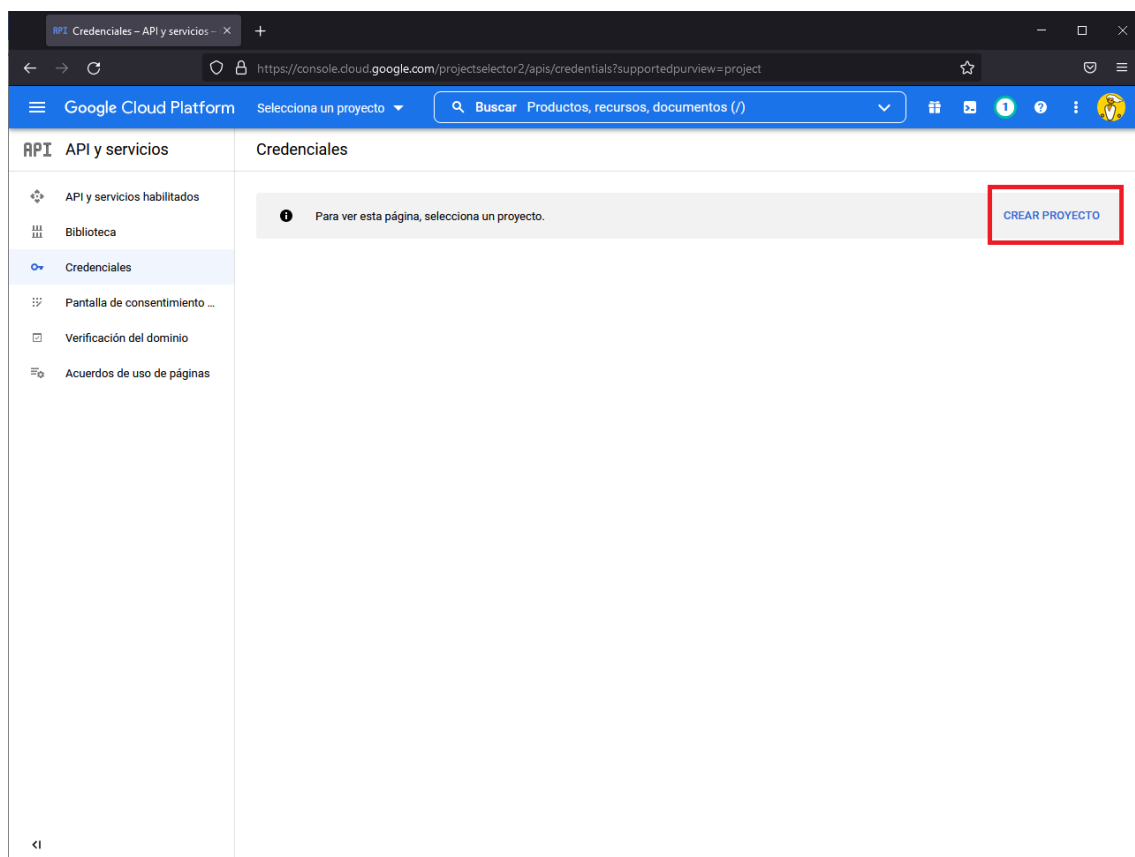 API Credenciales – API y servicios –
https://console.cloud.google.com/projectselector2/apis/credentials?supportedpurview=project
Google Cloud Platform Selecciona un proyecto Buscar Productos, recursos, documentos (/) 1 ?
API API y servicios Credenciales
API y servicios habilitados
Para ver esta página, selecciona un proyecto. CREAR PROYECTO
Biblioteca
Credenciales
Pantalla de consentimiento ...
Verificación del dominio
Acuerdos de uso de páginas